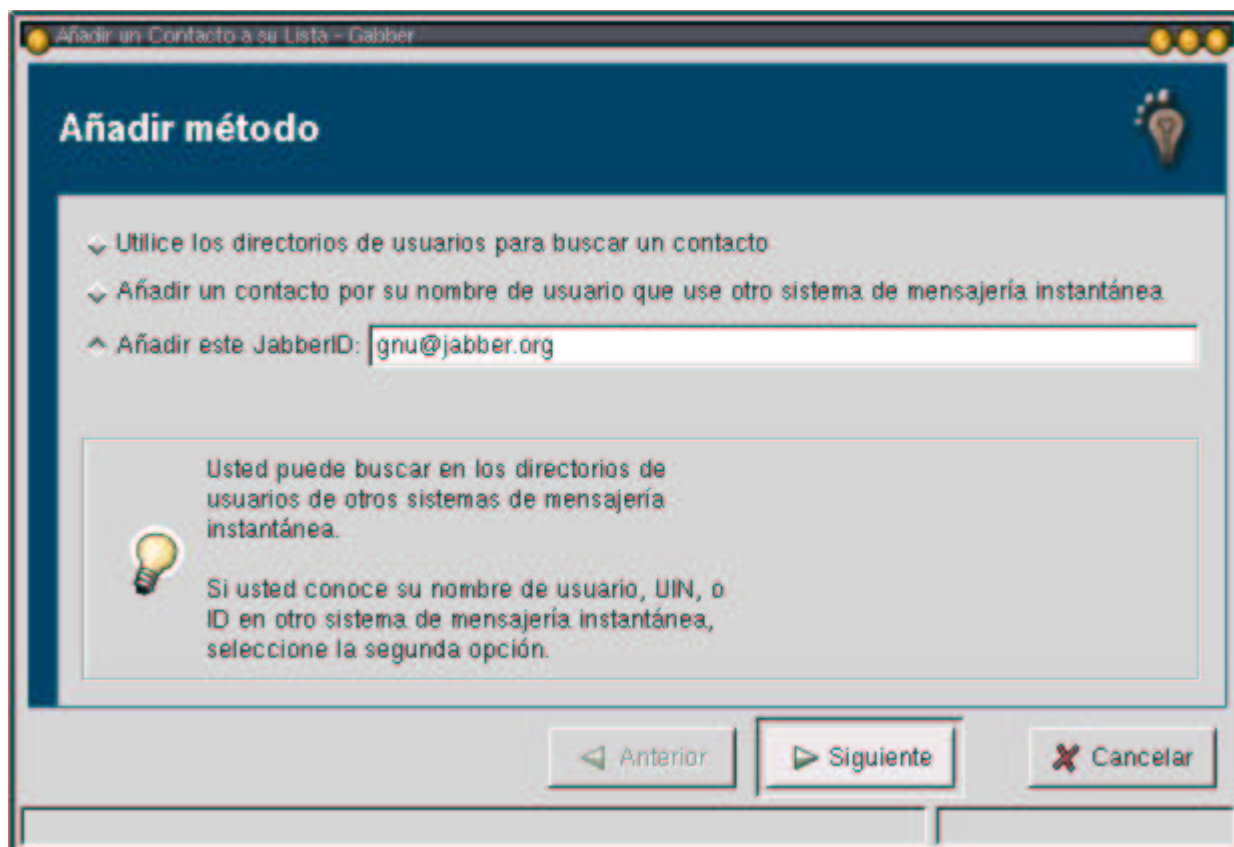 Añadir un Contacto a su Lista - Gabber
Añadir método
Utilice los directorios de usuarios para buscar un contacto
Añadir un contacto por su nombre de usuario que use otro sistema de mensajería instantánea
Añadir este JabberID: gnu@jabber.org
Usted puede buscar en los directorios de
usuarios de otros sistemas de mensajería
instantánea.
Si usted conoce su nombre de usuario, UIN, o
ID en otro sistema de mensajería instantánea,
seleccione la segunda opción.
Anterior
Siguiente
Cancelar